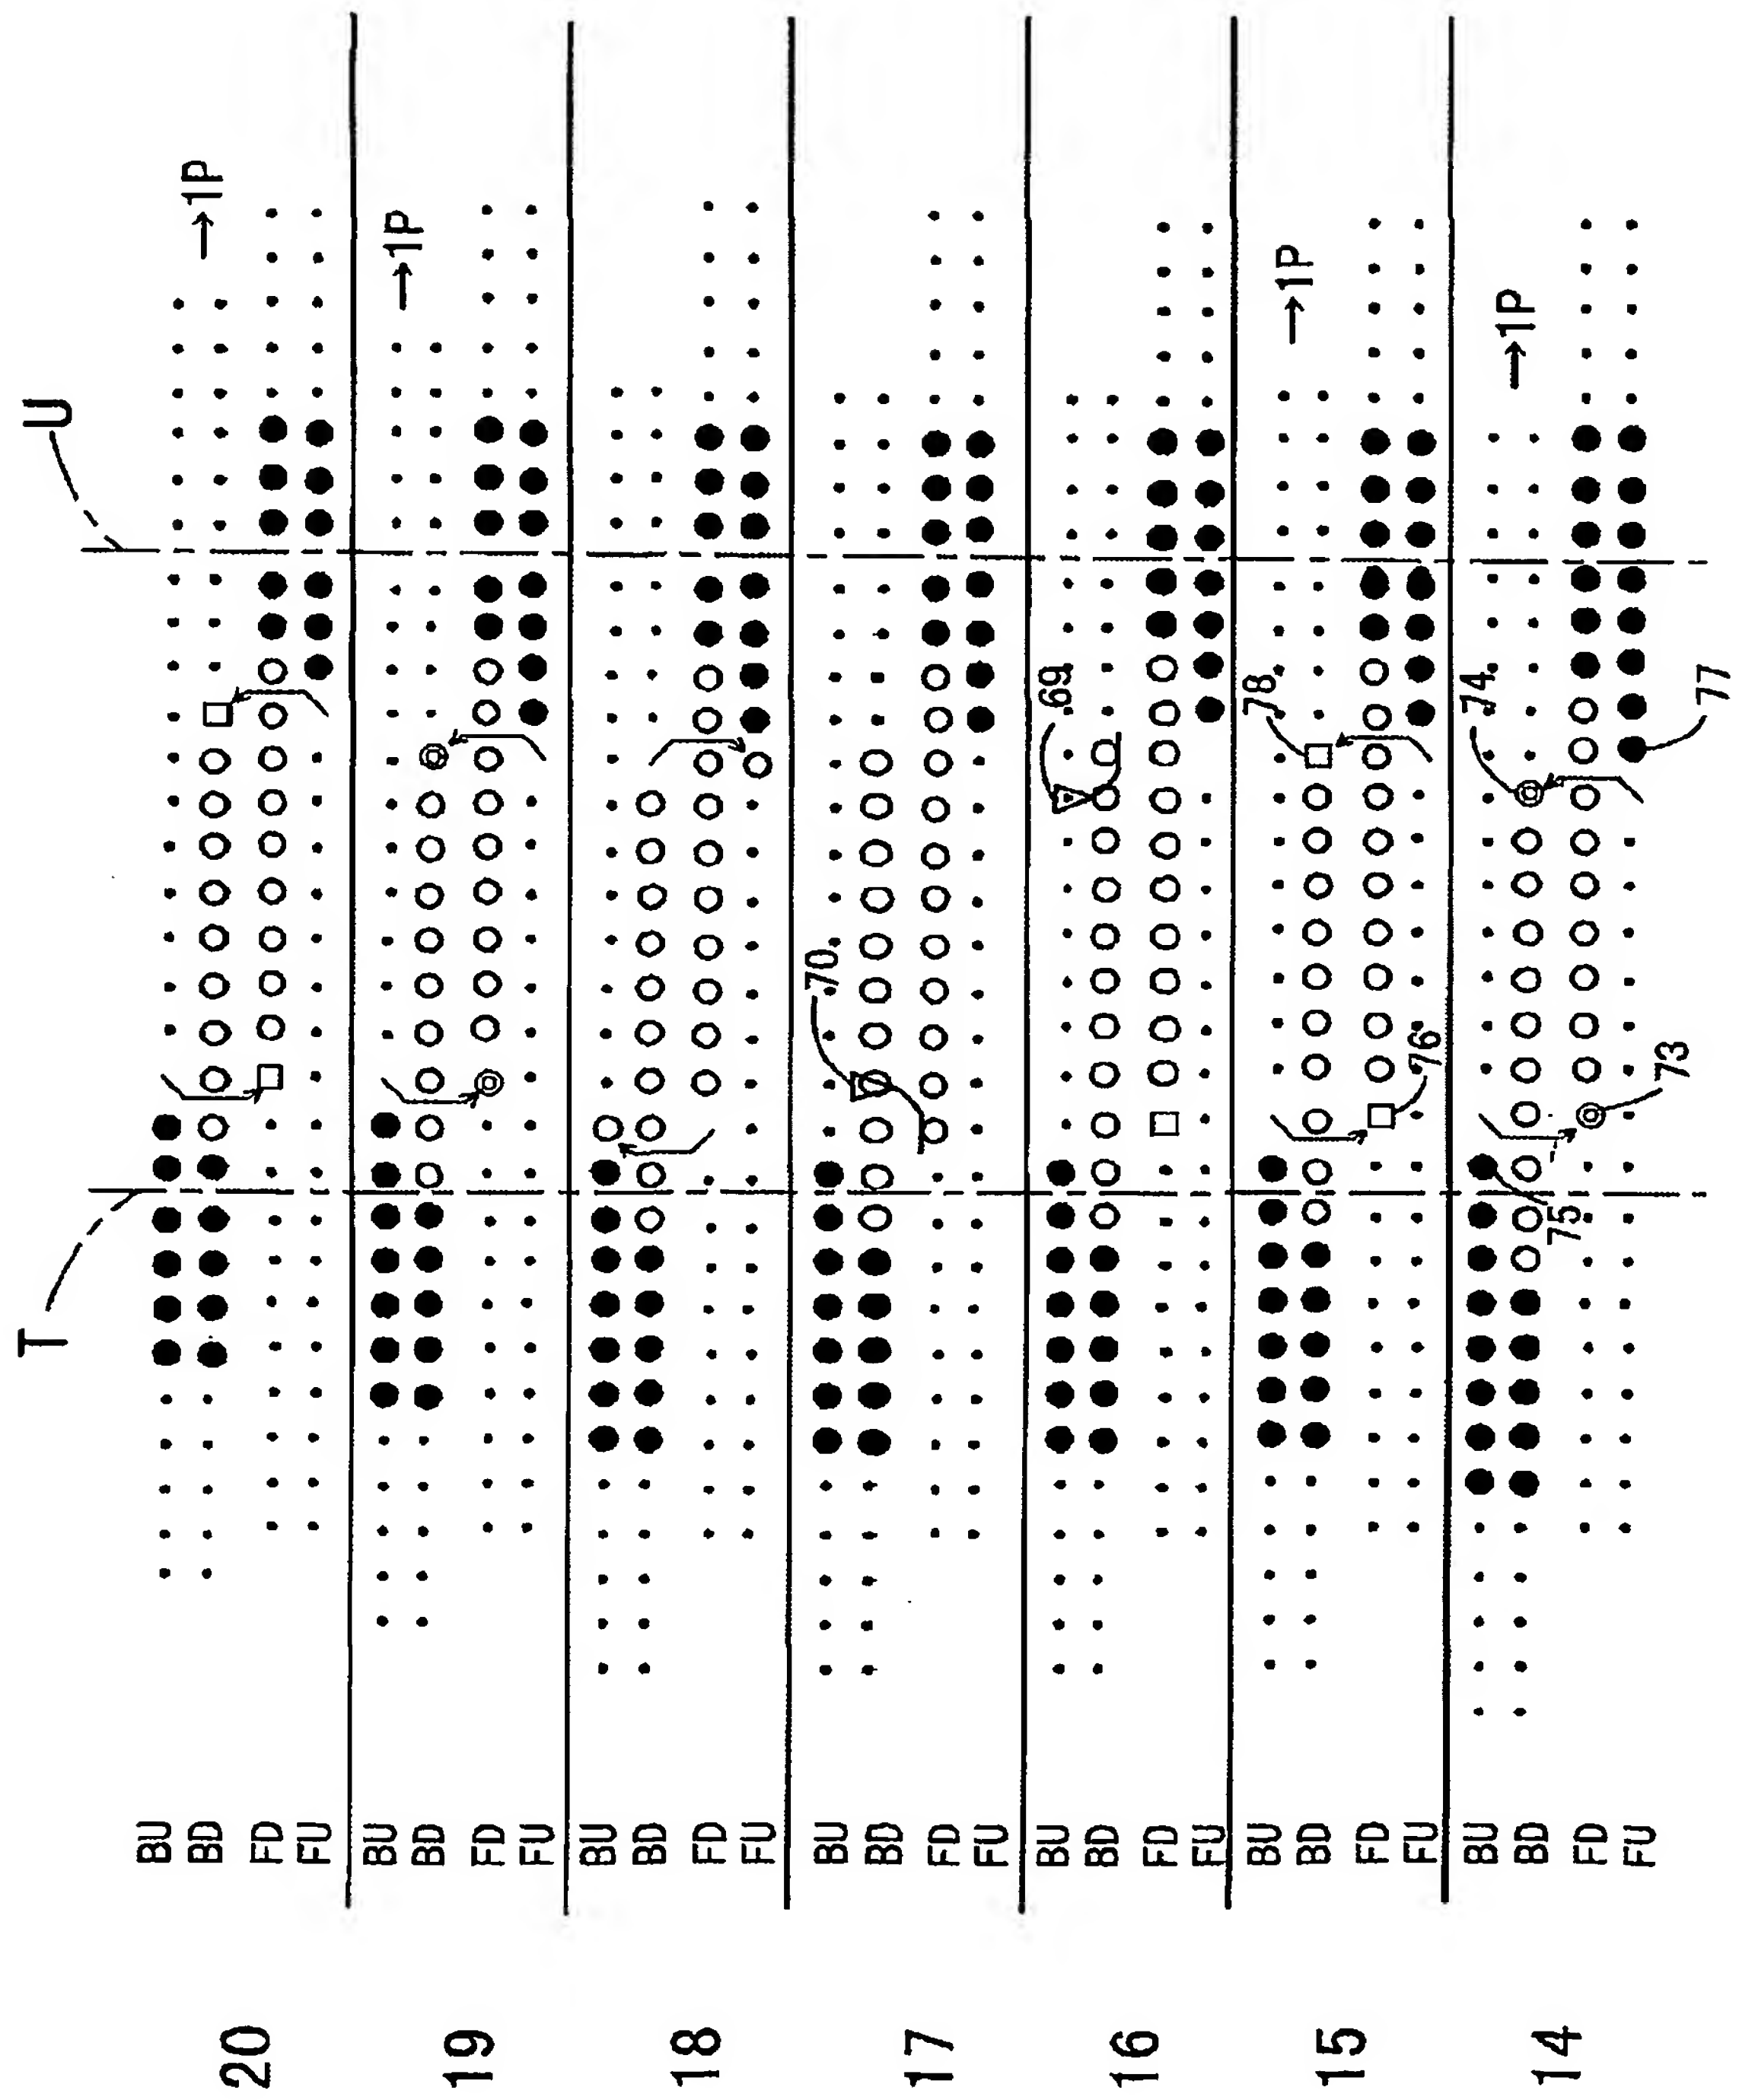 20
BU
BD →1P
FD
FU
19
BU →1P
BD
FD
FU
18
BU
BD
FD
FU
17
BU 70
BD
FD
FU
16
BU 69
BD
FD
FU
15
BU 78 →1P
BD
FD
FU 76
14
BU 74
BD →1P
75
FD
FU 73 77
T U